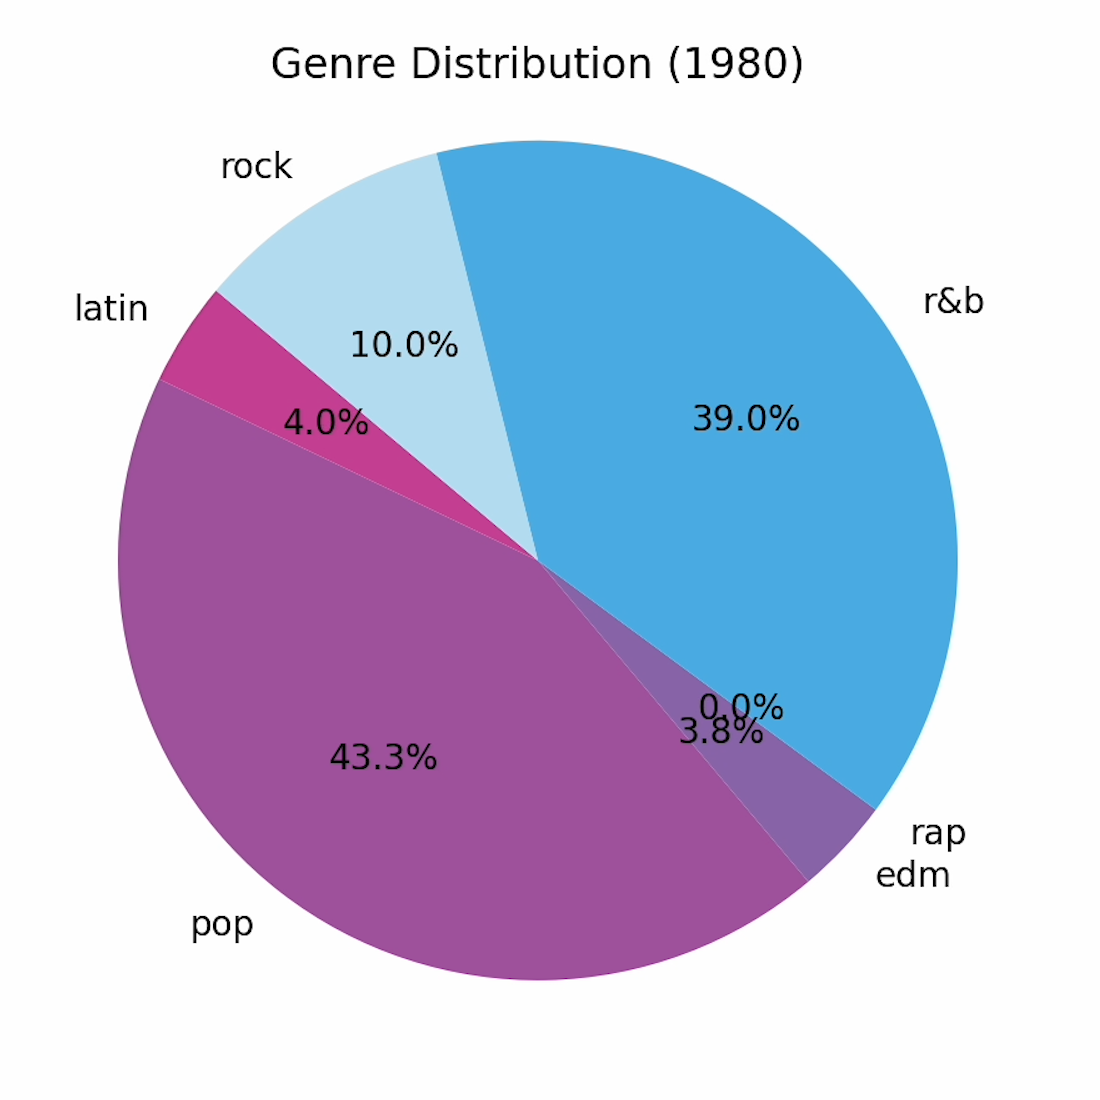 Genre Distribution (1980)
rock
latin
r&b
10.0%
39.0%
4.0%
0.0%
3.8%
43.3%
rap
edm
pop